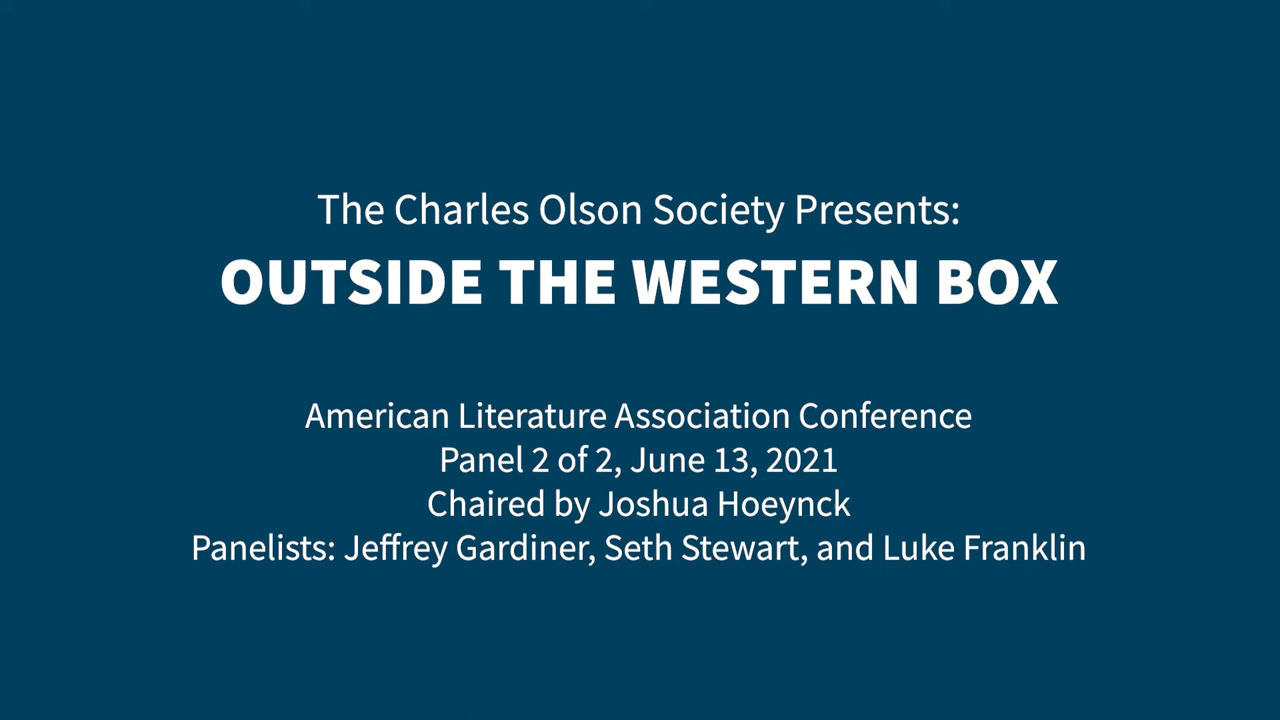 The Charles Olson Society Presents:
OUTSIDE THE WESTERN BOX
American Literature Association Conference
Panel 2 of 2, June 13, 2021
Chaired by Joshua Hoeynck
Panelists: Jeffrey Gardiner, Seth Stewart, and Luke Franklin